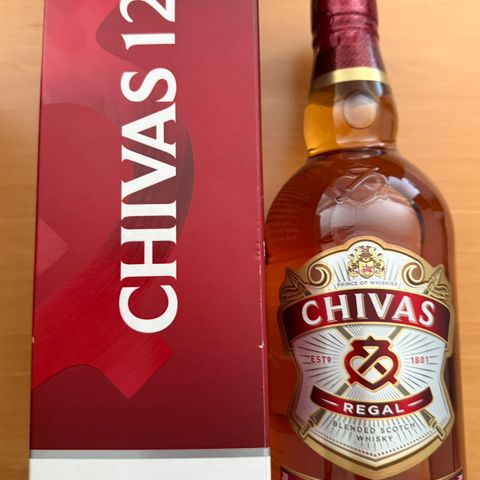 CHIVAS 12
PRINCE OF WHISKIES
CHIVAS
ESTD 1801
REGAL
BLENDED SCOTCH
WHISKY